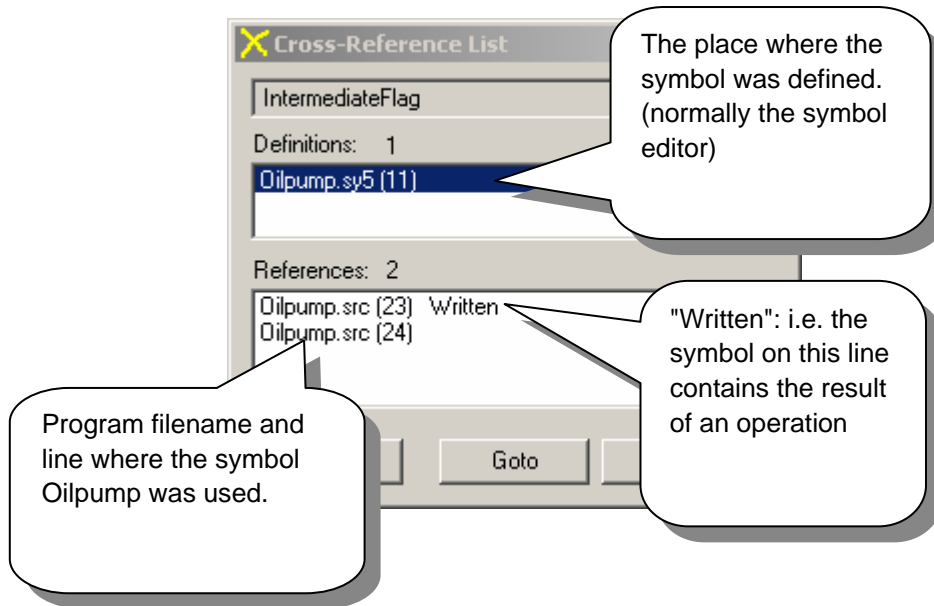 Cross-Reference List
IntermediateFlag
Definitions: 1
Oilpump.sy5 (11)
References: 2
Oilpump.src (23) Written
Oilpump.src (24)
Goto
The place where the
symbol was defined.
(normally the symbol
editor)
"Written": i.e. the
symbol on this line
contains the result
of an operation
Program filename and
line where the symbol
Oilpump was used.